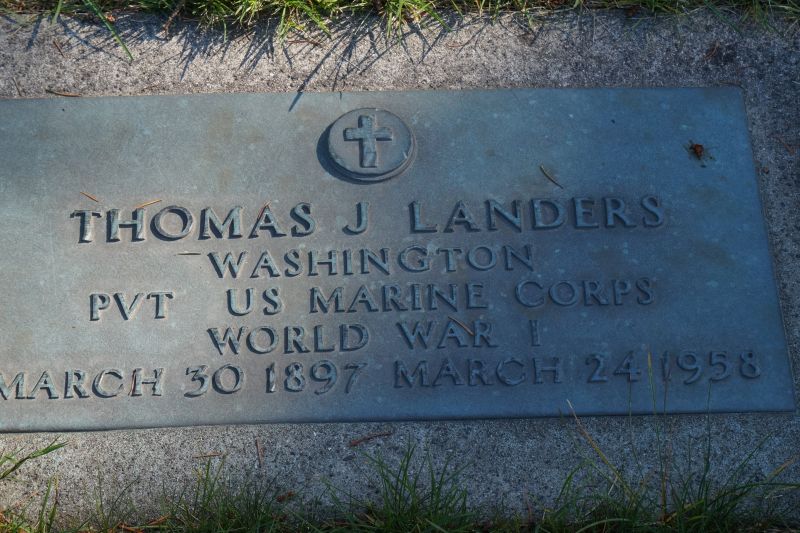 THOMAS J LANDERS
WASHINGTON
PVT US MARINE CORPS
WORLD WAR I
MARCH 30 1897 MARCH 24 1958